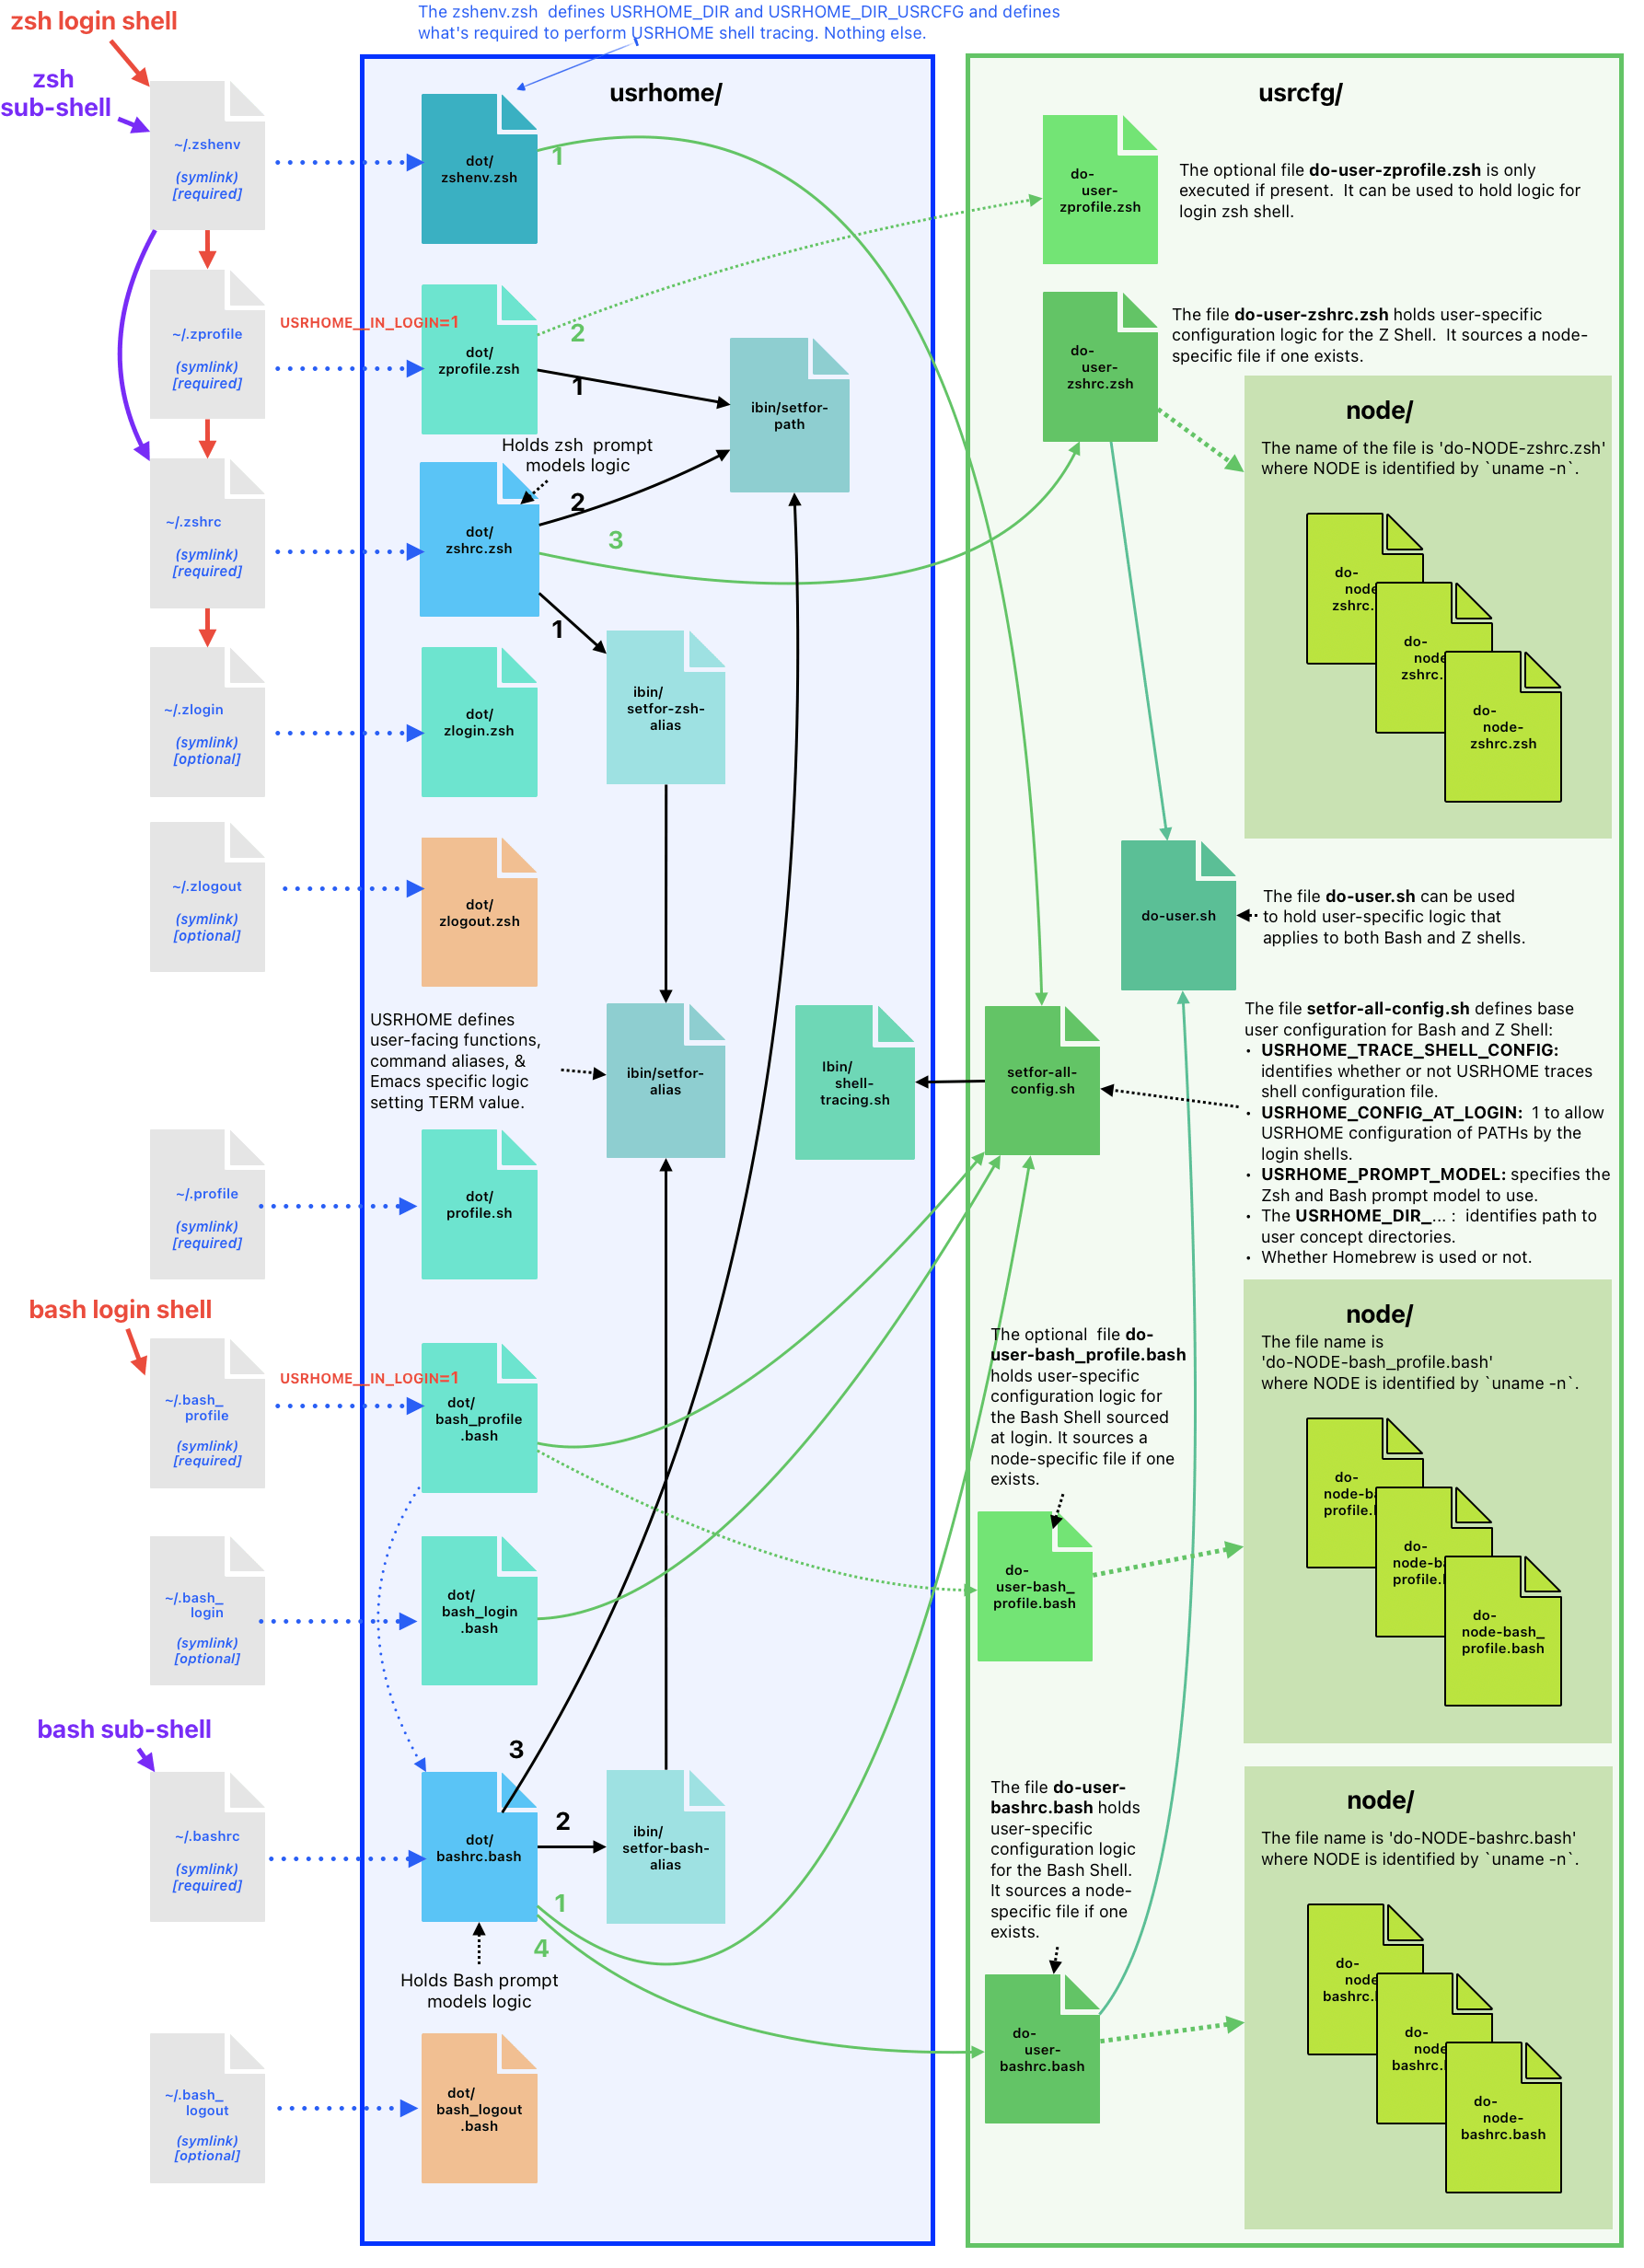 zsh login shell
zsh
sub-shell
The zshenv.zsh  defines USRHOME_DIR and USRHOME_DIR_USRCFG and defines
what's required to perform USRHOME shell tracing. Nothing else.
usrhome/
usrcfg/
~/.zshenv
(symlink)
[required]
dot/
zshenv.zsh
1
do-
user-
zprofile.zsh
The optional file do-user-zprofile.zsh is only
executed if present.  It can be used to hold logic for
login zsh shell.
~/.zprofile
(symlink)
[required]
USRHOME__IN_LOGIN=1
dot/
zprofile.zsh
2
1
ibin/setfor-
path
do-
user-
zshrc.zsh
The file do-user-zshrc.zsh holds user-specific
configuration logic for the Z Shell.  It sources a node-
specific file if one exists.
node/
The name of the file is 'do-NODE-zshrc.zsh'
where NODE is identified by `uname -n`.
do-
node
zshrc.
do-
node
zshrc.
do-
node-
zshrc.zsh
Holds zsh  prompt
models logic
~/.zshrc
(symlink)
[required]
dot/
zshrc.zsh
2
3
1
~/.zlogin
(symlink)
[optional]
dot/
zlogin.zsh
ibin/
setfor-zsh-
alias
~/.zlogout
(symlink)
[optional]
dot/
zlogout.zsh
do-user.sh
The file do-user.sh can be used
to hold user-specific logic that
applies to both Bash and Z shells.
USRHOME defines
user-facing functions,
command aliases, &
Emacs specific logic
setting TERM value.
ibin/setfor-
alias
Ibin/
shell-
tracing.sh
setfor-all-
config.sh
The file setfor-all-config.sh defines base
user configuration for Bash and Z Shell:
• USRHOME_TRACE_SHELL_CONFIG:
identifies whether or not USRHOME traces
shell configuration file.
• USRHOME_CONFIG_AT_LOGIN:  1 to allow
USRHOME configuration of PATHs by the
login shells.
• USRHOME_PROMPT_MODEL: specifies the
Zsh and Bash prompt model to use.
• The USRHOME_DIR_... :  identifies path to
user concept directories.
• Whether Homebrew is used or not.
~/.profile
(symlink)
[required]
dot/
profile.sh
bash login shell
~/.bash_
profile
(symlink)
[required]
USRHOME__IN_LOGIN=1
dot/
bash_profile
.bash
The optional  file do-
user-bash_profile.bash
holds user-specific
configuration logic for
the Bash Shell sourced
at login. It sources a
node-specific file if one
exists.
do-
user-bash_
profile.bash
node/
The file name is
'do-NODE-bash_profile.bash'
where NODE is identified by `uname -n`.
do-
node-ba
profile.l
do-
node-ba
profile.l
do-
node-bash_
profile.bash
~/.bash_
login
(symlink)
[optional]
dot/
bash_login
.bash
bash sub-shell
~/.bashrc
(symlink)
[required]
3
dot/
bashrc.bash
2
ibin/
setfor-bash-
alias
1
4
Holds Bash prompt
models logic
The file do-user-
bashrc.bash holds
user-specific
configuration logic
for the Bash Shell.
It sources a node-
specific file if one
exists.
do-
user-
bashrc.bash
node/
The file name is 'do-NODE-bashrc.bash'
where NODE is identified by `uname -n`.
do-
node
bashrc.l
do-
node
bashrc.l
do-
node-
bashrc.bash
~/.bash_
logout
(symlink)
[optional]
dot/
bash_logout
.bash